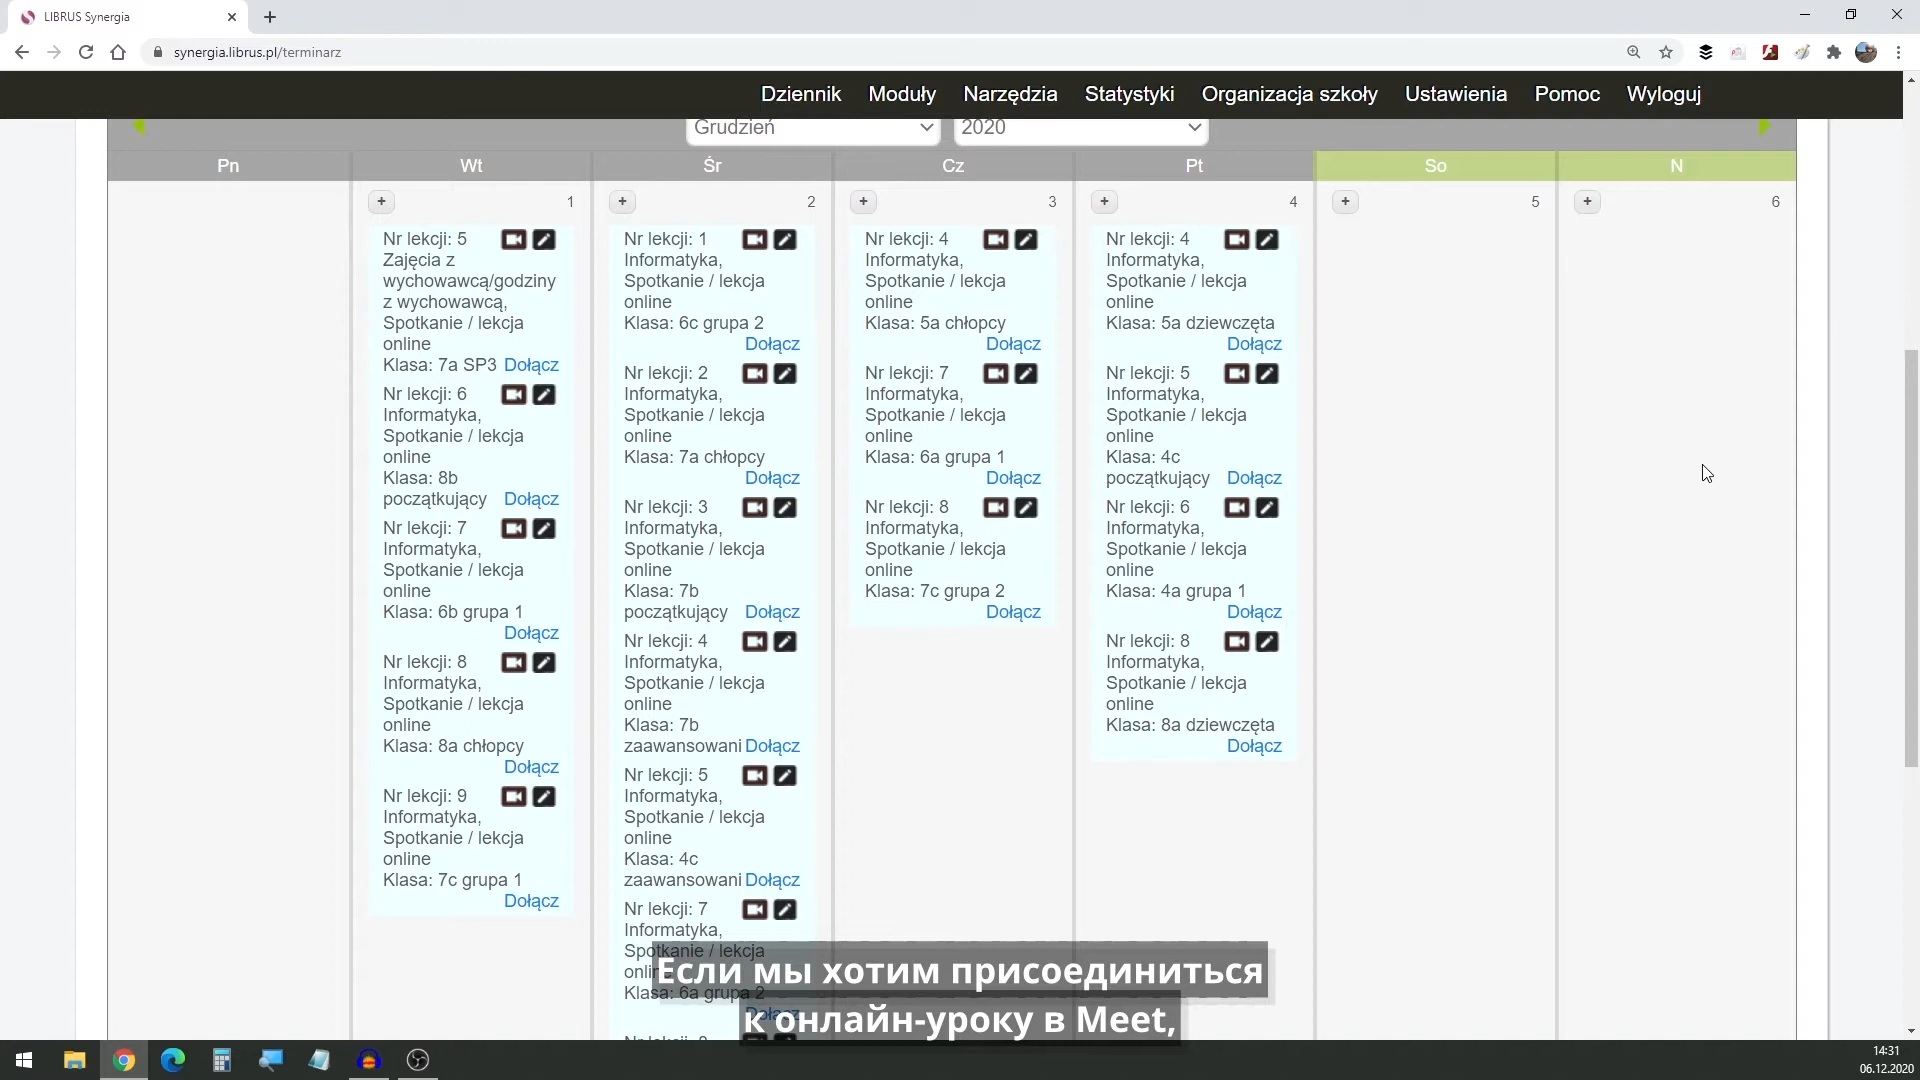 LIBRUS Synergia
synergia.librus.pl/terminarz
Dziennik Moduły Narzędzia Statystyki Organizacja szkoły Ustawienia Pomoc Wyloguj
Grudzień 2020
Pn Wt Śr Cz Pt So N
+ 1
Nr lekcji: 5
Zajęcia z
wychowawcą/godziny
z wychowawcą,
Spotkanie / lekcja
online
Klasa: 7a SP3 Dołącz
Nr lekcji: 6
Informatyka,
Spotkanie / lekcja
online
Klasa: 8b
początkujący Dołącz
Nr lekcji: 7
Informatyka,
Spotkanie / lekcja
online
Klasa: 6b grupa 1
Dołącz
Nr lekcji: 8
Informatyka,
Spotkanie / lekcja
online
Klasa: 8a chłopcy
Dołącz
Nr lekcji: 9
Informatyka,
Spotkanie / lekcja
online
Klasa: 7c grupa 1
Dołącz
+ 2
Nr lekcji: 1
Informatyka,
Spotkanie / lekcja
online
Klasa: 6c grupa 2
Dołącz
Nr lekcji: 2
Informatyka,
Spotkanie / lekcja
online
Klasa: 7a chłopcy
Dołącz
Nr lekcji: 3
Informatyka,
Spotkanie / lekcja
online
Klasa: 7b
początkujący Dołącz
Nr lekcji: 4
Informatyka,
Spotkanie / lekcja
online
Klasa: 7b
zaawansowani Dołącz
Nr lekcji: 5
Informatyka,
Spotkanie / lekcja
online
Klasa: 4c
zaawansowani Dołącz
Nr lekcji: 7
Informatyka,
Spotkanie / lekcja
Klasa: 6a grupa 2
Dołącz
+ 3
Nr lekcji: 4
Informatyka,
Spotkanie / lekcja
online
Klasa: 5a chłopcy
Dołącz
Nr lekcji: 7
Informatyka,
Spotkanie / lekcja
online
Klasa: 6a grupa 1
Dołącz
Nr lekcji: 8
Informatyka,
Spotkanie / lekcja
online
Klasa: 7c grupa 2
Dołącz
+ 4
Nr lekcji: 4
Informatyka,
Spotkanie / lekcja
online
Klasa: 5a dziewczęta
Dołącz
Nr lekcji: 5
Informatyka,
Spotkanie / lekcja
online
Klasa: 4c
początkujący Dołącz
Nr lekcji: 6
Informatyka,
Spotkanie / lekcja
online
Klasa: 4a grupa 1
Dołącz
Nr lekcji: 8
Informatyka,
Spotkanie / lekcja
online
Klasa: 8a dziewczęta
Dołącz
+ 5
+ 6
Если мы хотим присоединиться
к онлайн-уроку в Meet,
14:31
06.12.2020